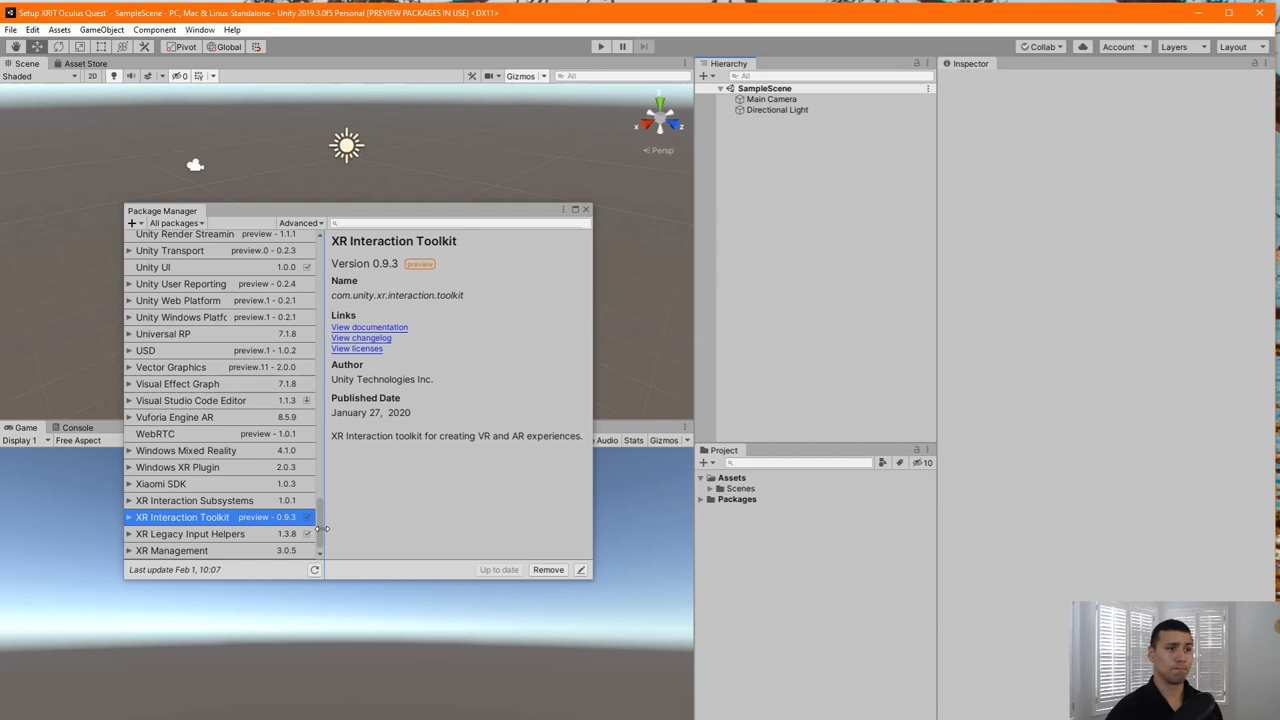 Setup XRIT Oculus Quest' - SampleScene - PC, Mac & Linux Standalone - Unity 2019.3.0f5 Personal [PREVIEW PACKAGES IN USE] <DX11>
File Edit Assets GameObject Component Window Help
Pivot Global Collab Account Layers Layout
Scene Asset Store
Shaded 2D 0 Gizmos All
Persp
Hierarchy
All
SampleScene
Main Camera
Directional Light
Inspector
Package Manager
All packages Advanced
Unity Render Streamin preview - 1.1.1
Unity Transport preview.0 - 0.2.3
Unity UI 1.0.0
Unity User Reporting preview - 0.2.4
Unity Web Platform preview.1 - 0.2.1
Unity Windows Platfc preview.1 - 0.2.1
Universal RP 7.1.8
USD preview.1 - 1.0.2
Vector Graphics preview.11 - 2.0.0
Visual Effect Graph 7.1.8
Visual Studio Code Editor 1.1.3
Vuforia Engine AR 8.5.9
WebRTC preview - 1.0.1
Windows Mixed Reality 4.1.0
Windows XR Plugin 2.0.3
Xiaomi SDK 1.0.3
XR Interaction Subsystems 1.0.1
XR Interaction Toolkit preview - 0.9.3
XR Legacy Input Helpers 1.3.8
XR Management 3.0.5
Last update Feb 1, 10:07
XR Interaction Toolkit
Version 0.9.3 preview
Name
com.unity.xr.interaction.toolkit
Links
View documentation
View changelog
View licenses
Author
Unity Technologies Inc.
Published Date
January 27, 2020
XR Interaction toolkit for creating VR and AR experiences.
Up to date Remove
Game Console
Display 1 Free Aspect
e Audio Stats Gizmos
Project
10
Assets
Scenes
Packages